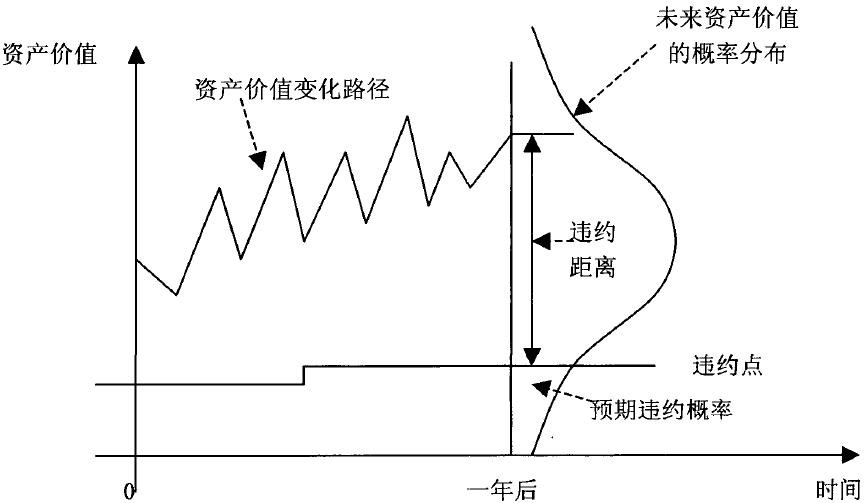 未来资产价值
的概率分布
资产价值
资产价值变化路径
违约
距离
违约点
预期违约概率
0
一年后
时间